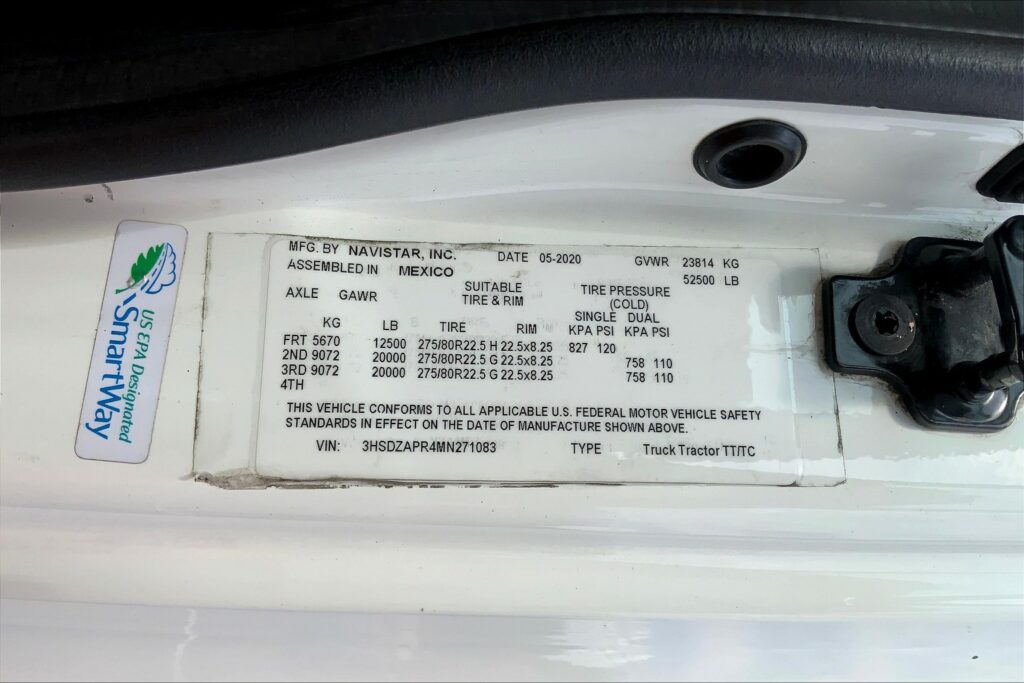 US EPA Designated
SmartWay
MFG. BY NAVISTAR, INC. DATE 05-2020 GVWR 23814 KG
ASSEMBLED IN MEXICO 52500 LB
AXLE GAWR SUITABLE TIRE & RIM TIRE PRESSURE (COLD)
SINGLE DUAL
KG LB TIRE RIM KPA PSI KPA PSI
FRT 5670 12500 275/80R22.5 H 22.5x8.25 827 120
2ND 9072 20000 275/80R22.5 G 22.5x8.25 758 110
3RD 9072 20000 275/80R22.5 G 22.5x8.25 758 110
4TH
THIS VEHICLE CONFORMS TO ALL APPLICABLE U.S. FEDERAL MOTOR VEHICLE SAFETY
STANDARDS IN EFFECT ON THE DATE OF MANUFACTURE SHOWN ABOVE.
VIN: 3HSDZAPR4MN271083 TYPE Truck Tractor TT/TC